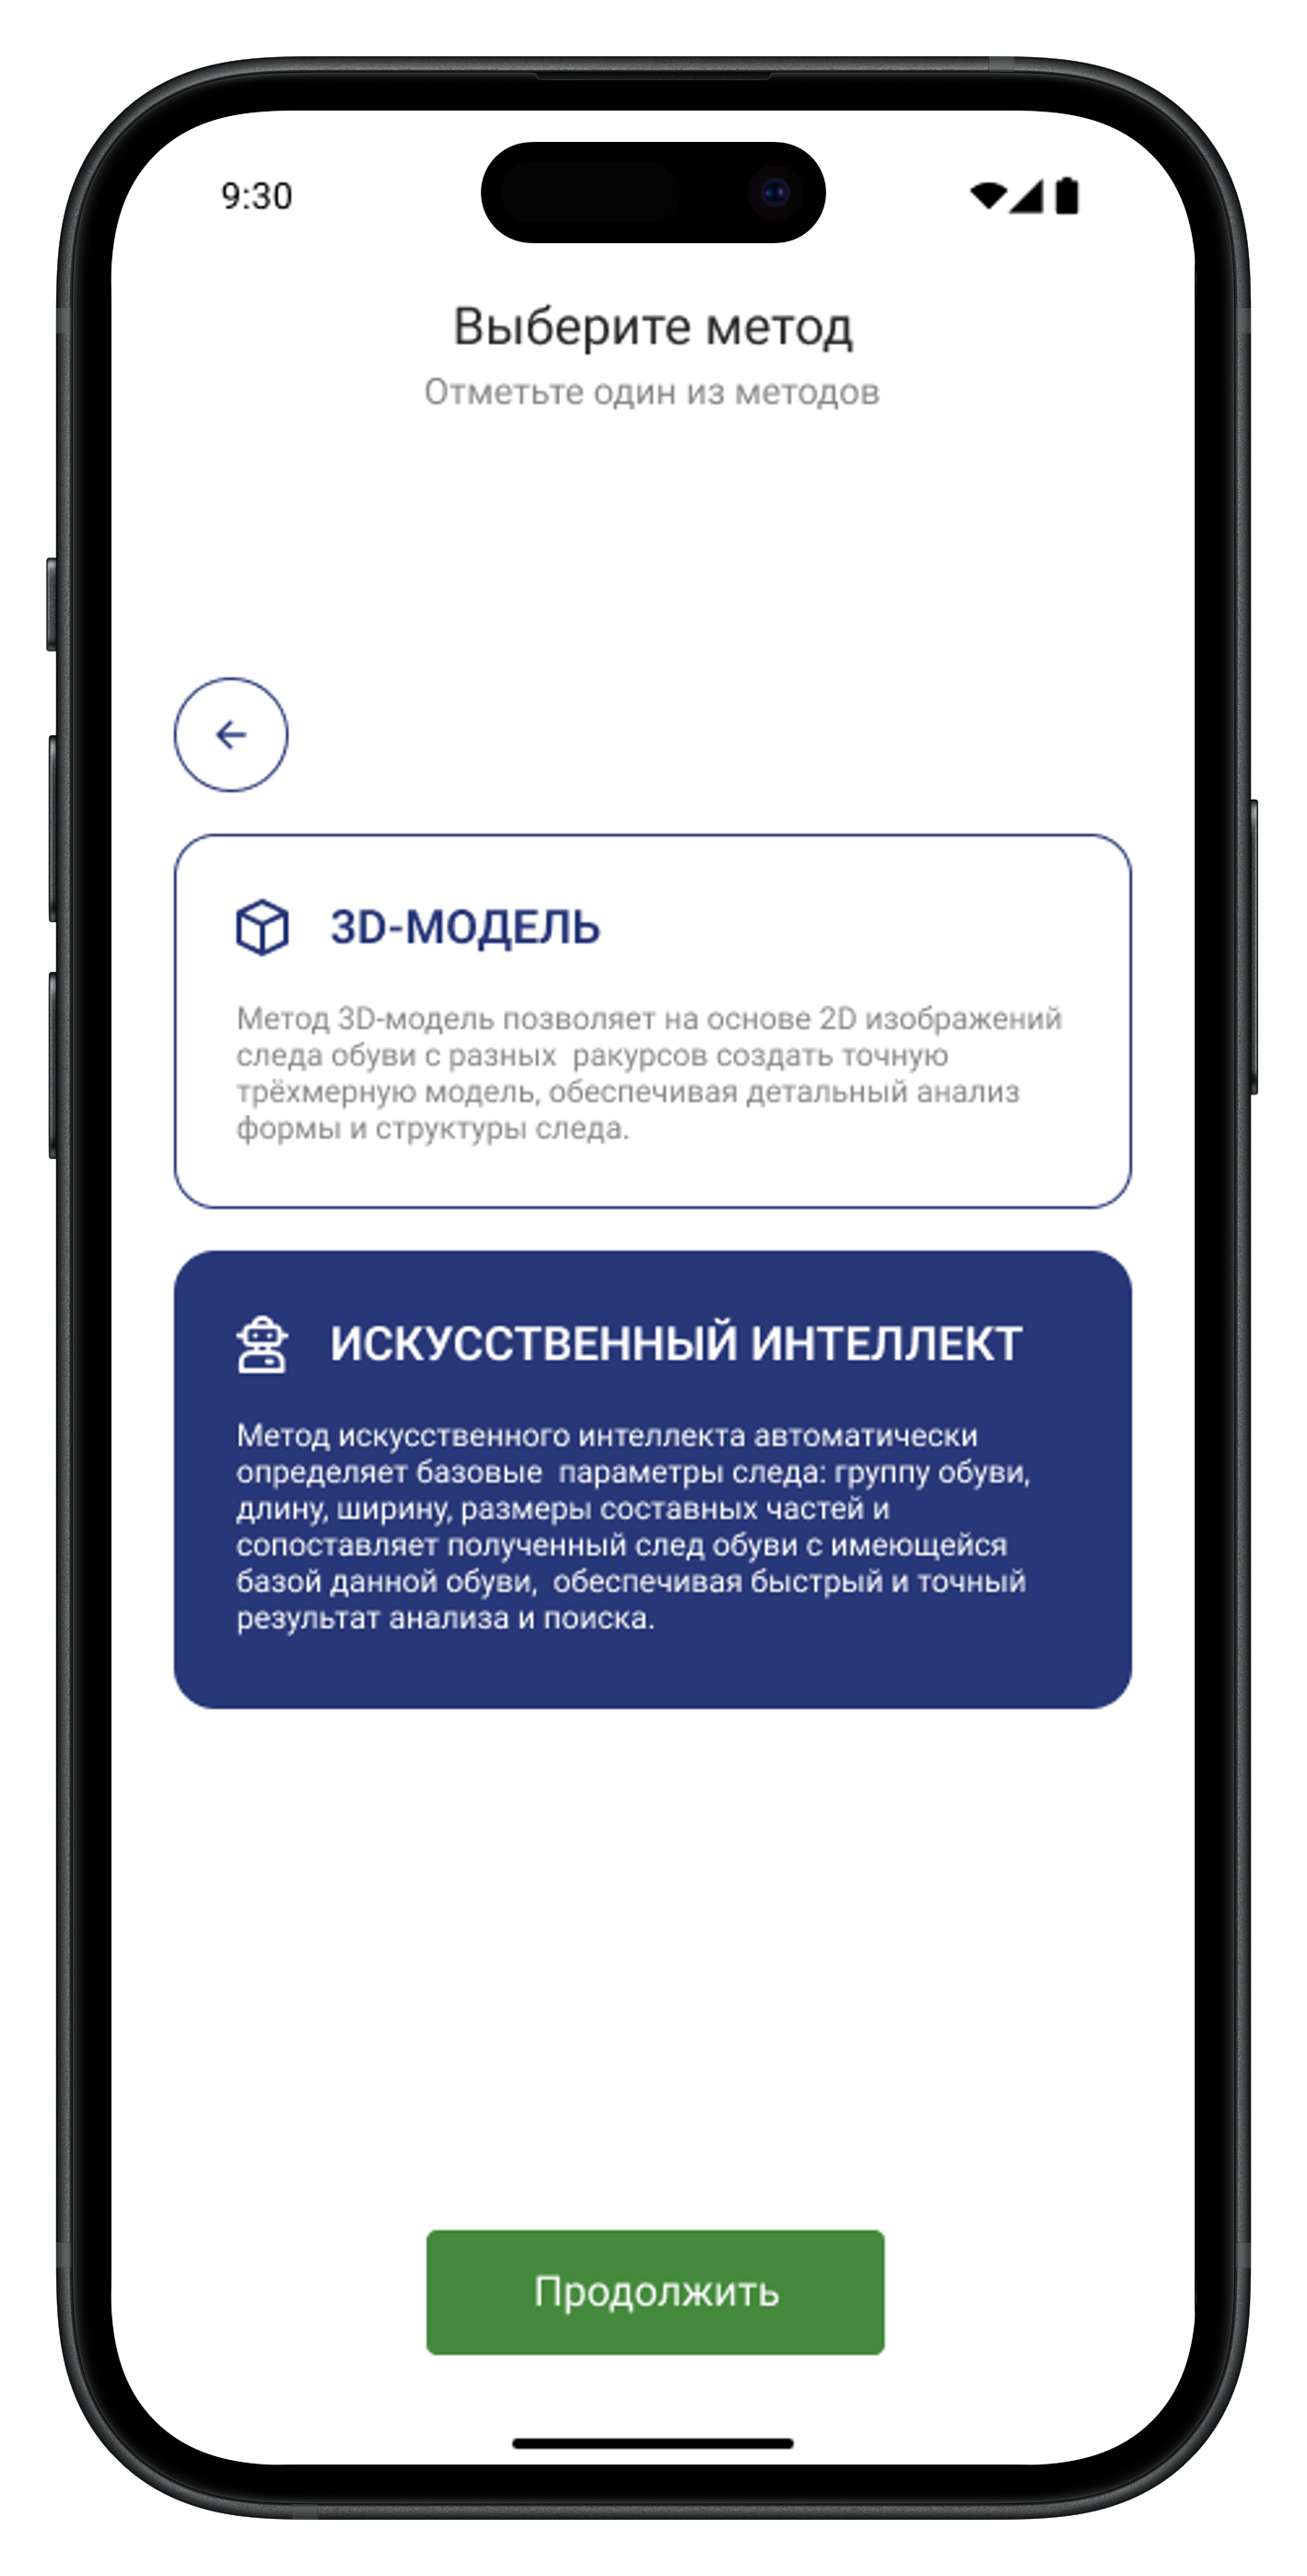 9:30
Выберите метод
Отметьте один из методов
3D-МОДЕЛЬ
Метод 3D-модель позволяет на основе 2D изображений
следа обуви с разных  ракурсов создать точную
трёхмерную модель, обеспечивая детальный анализ
формы и структуры следа.
ИСКУССТВЕННЫЙ ИНТЕЛЛЕКТ
Метод искусственного интеллекта автоматически
определяет базовые  параметры следа: группу обуви,
длину, ширину, размеры составных частей и
сопоставляет полученный след обуви с имеющейся
базой данной обуви,  обеспечивая быстрый и точный
результат анализа и поиска.
Продолжить